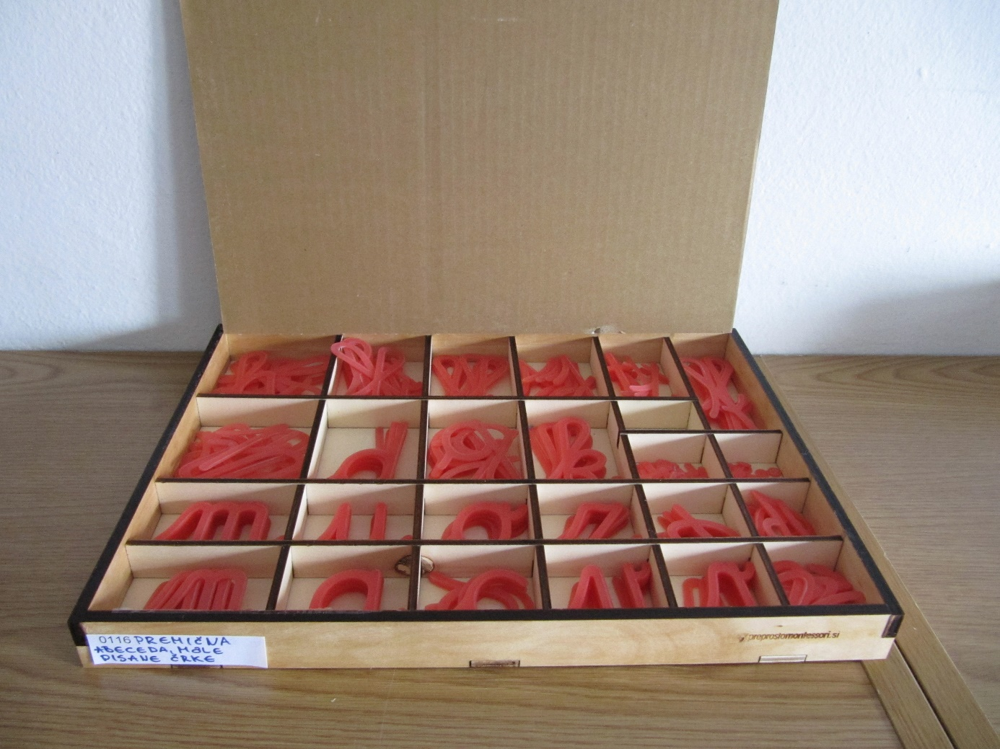 0116 PREMIČNA
ABECEDA, MALE
PISANE ČRKE
preprostomontessori.si